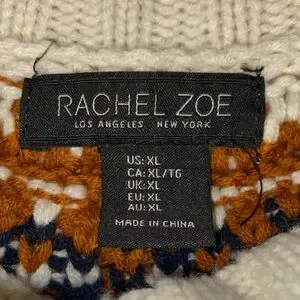 RACHEL ZOE
LOS ANGELES NEW YORK
US: XL
CA: XL/TG
UK: XL
EU: XL
AU: XL
MADE IN CHINA